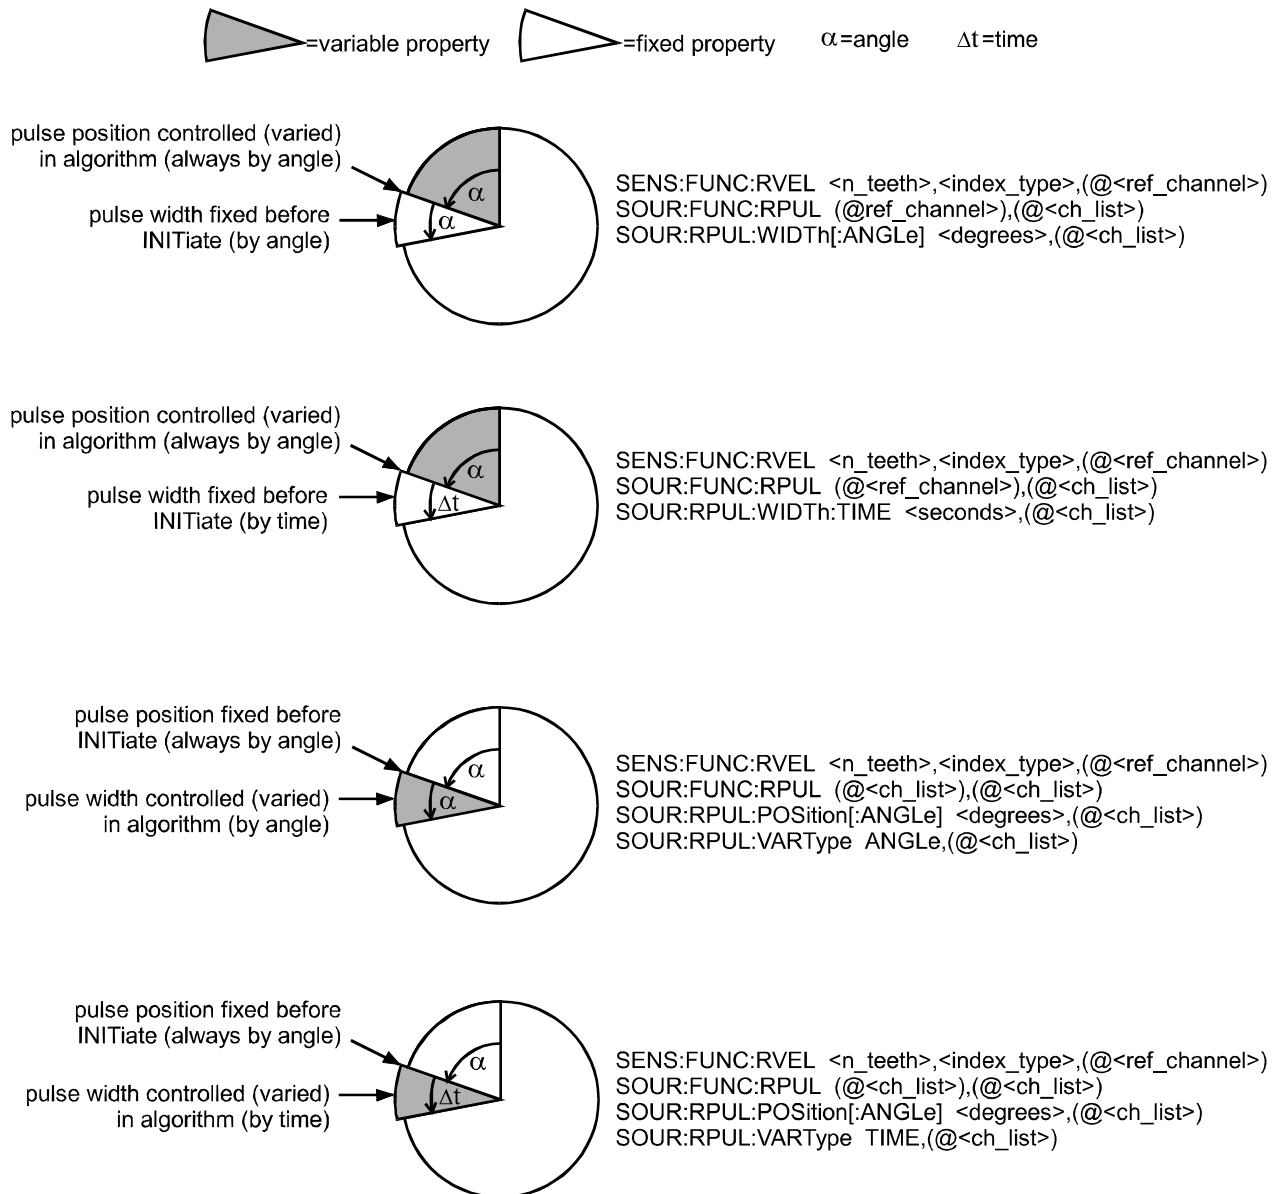 =variable property =fixed property α=angle Δt=time
pulse position controlled (varied)
in algorithm (always by angle)
pulse width fixed before
INITiate (by angle)
α
α
SENS:FUNC:RVEL <n_teeth>,<index_type>,(@<ref_channel>)
SOUR:FUNC:RPUL (@ref_channel>),(@<ch_list>)
SOUR:RPUL:WIDTh[:ANGLe] <degrees>,(@<ch_list>)
pulse position controlled (varied)
in algorithm (always by angle)
pulse width fixed before
INITiate (by time)
α
Δt
SENS:FUNC:RVEL <n_teeth>,<index_type>,(@<ref_channel>)
SOUR:FUNC:RPUL (@<ref_channel>),(@<ch_list>)
SOUR:RPUL:WIDTh:TIME <seconds>,(@<ch_list>)
pulse position fixed before
INITiate (always by angle)
pulse width controlled (varied)
in algorithm (by angle)
α
α
SENS:FUNC:RVEL <n_teeth>,<index_type>,(@<ref_channel>)
SOUR:FUNC:RPUL (@<ch_list>),(@<ch_list>)
SOUR:RPUL:POSition[:ANGLe] <degrees>,(@<ch_list>)
SOUR:RPUL:VARType ANGLe,(@<ch_list>)
pulse position fixed before
INITiate (always by angle)
pulse width controlled (varied)
in algorithm (by time)
α
Δt
SENS:FUNC:RVEL <n_teeth>,<index_type>,(@<ref_channel>)
SOUR:FUNC:RPUL (@<ch_list>),(@<ch_list>)
SOUR:RPUL:POSition[:ANGLe] <degrees>,(@<ch_list>)
SOUR:RPUL:VARType TIME,(@<ch_list>)